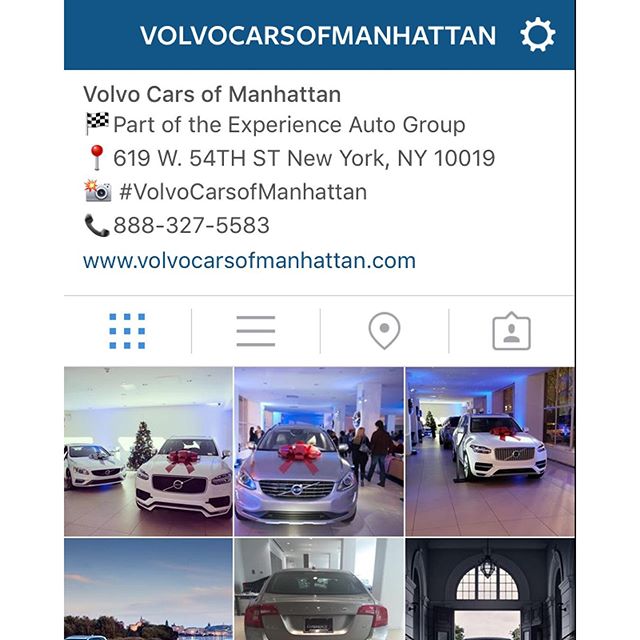 VOLVOCARSOFMANHATTAN
Volvo Cars of Manhattan
🏁Part of the Experience Auto Group
📍619 W. 54TH ST New York, NY 10019
📸 #VolvoCarsofManhattan
📞888-327-5583
www.volvocarsofmanhattan.com